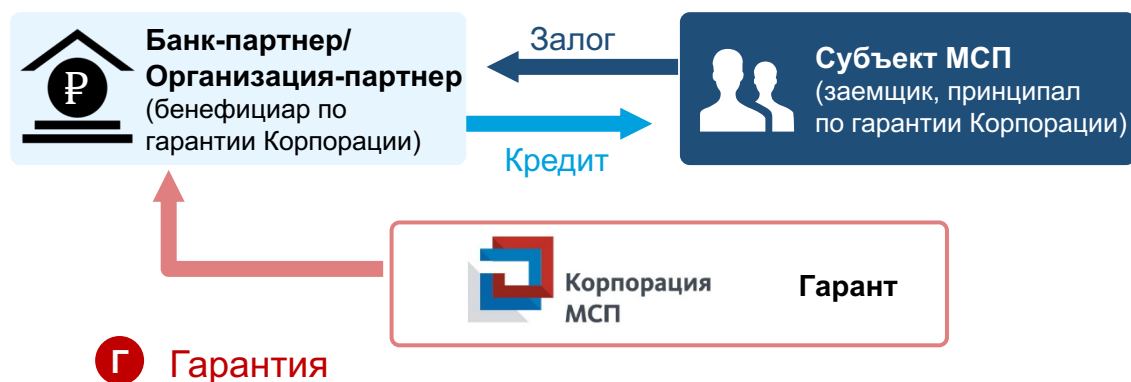 Банк-партнер/
Организация-партнер
(бенефициар по
гарантии Корпорации)
₽
Залог
Кредит
Субъект МСП
(заемщик, принципал
по гарантии Корпорации)
Корпорация
МСП
Гарант
Г Гарантия